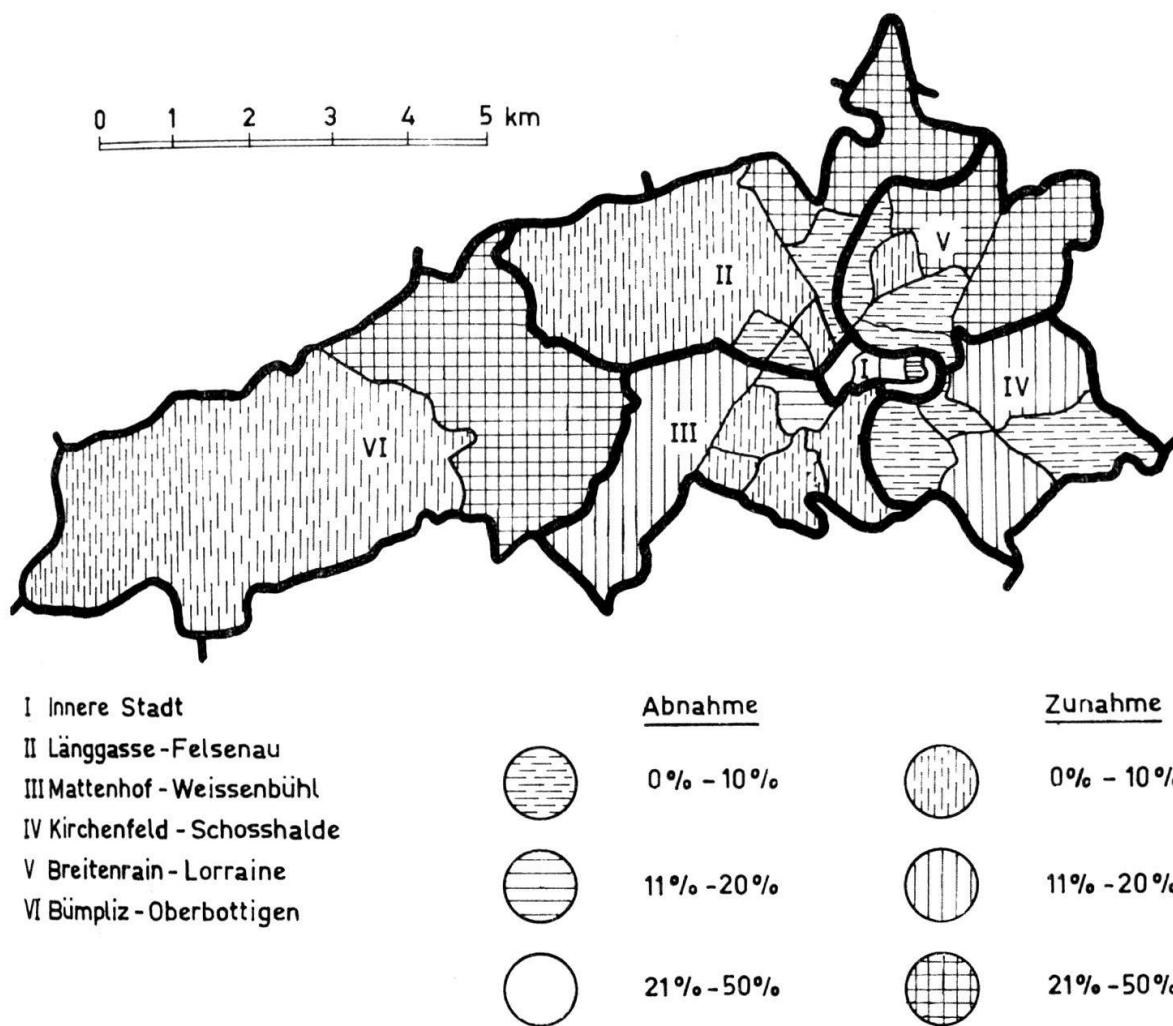 0 1 2 3 4 5 km
II
V
I
IV
III
VI
I Innere Stadt
II Länggasse-Felsenau
III Mattenhof-Weissenbühl
IV Kirchenfeld-Schosshalde
V Breitenrain-Lorraine
VI Bümpliz-Oberbottigen
Abnahme
0%-10%
11%-20%
21%-50%
Zunahme
0%-10%
11%-20%
21%-50%